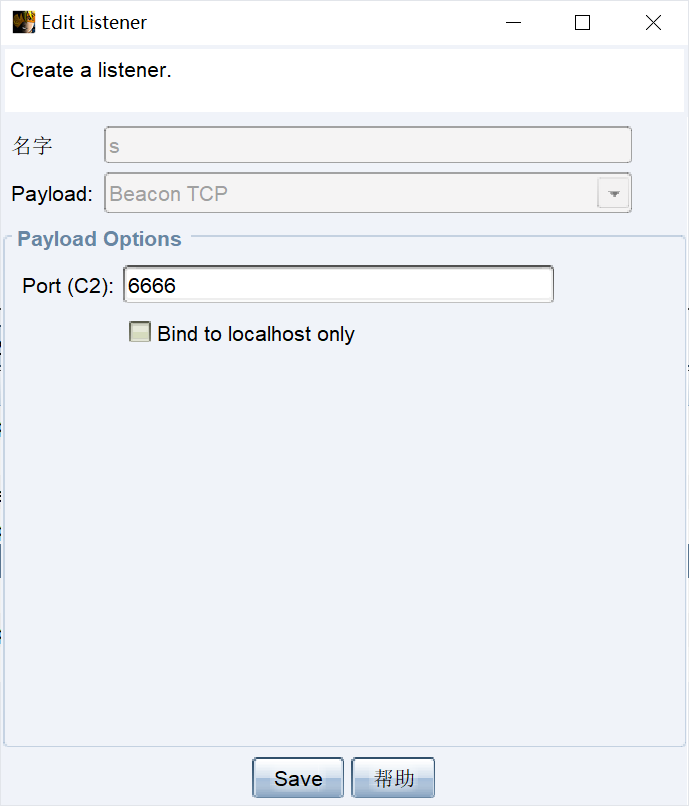 Edit Listener
Create a listener.
名字 s
Payload: Beacon TCP
Payload Options
Port (C2): 6666
Bind to localhost only
Save 帮助